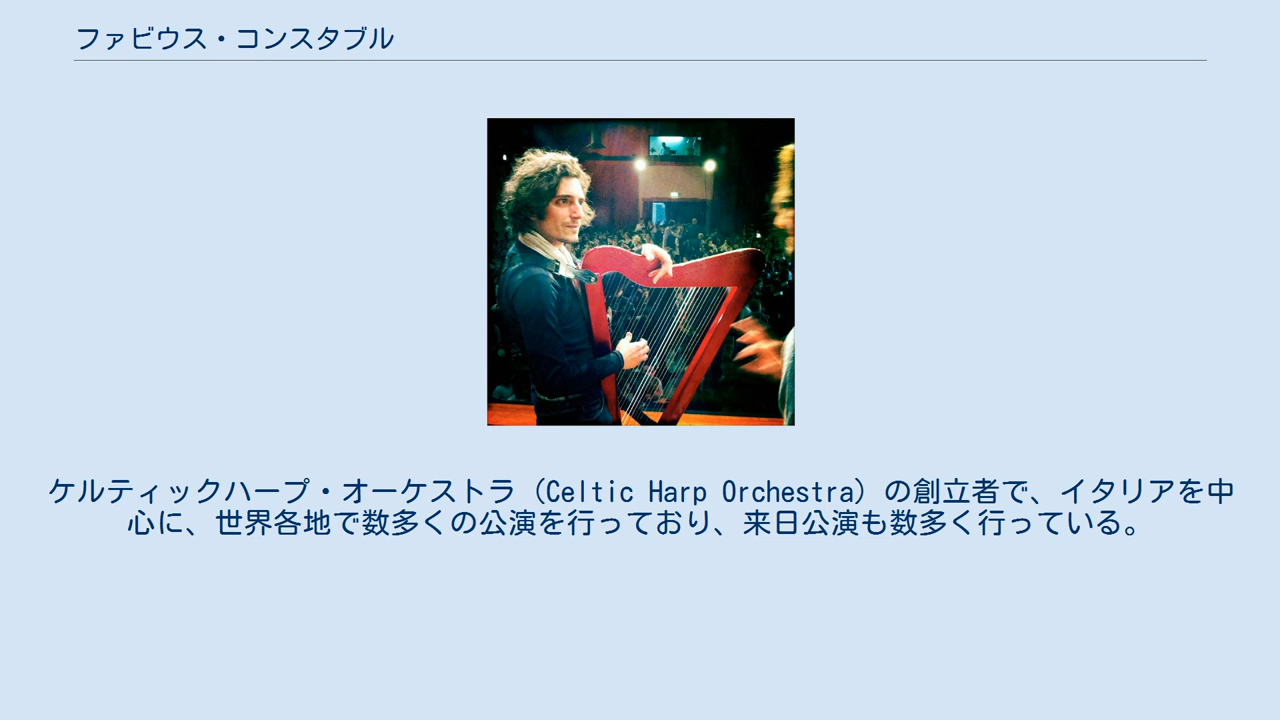 ファビウス・コンスタブル
ケルティックハープ・オーケストラ（Celtic Harp Orchestra）の創立者で、イタリアを中
心に、世界各地で数多くの公演を行っており、来日公演も数多く行っている。